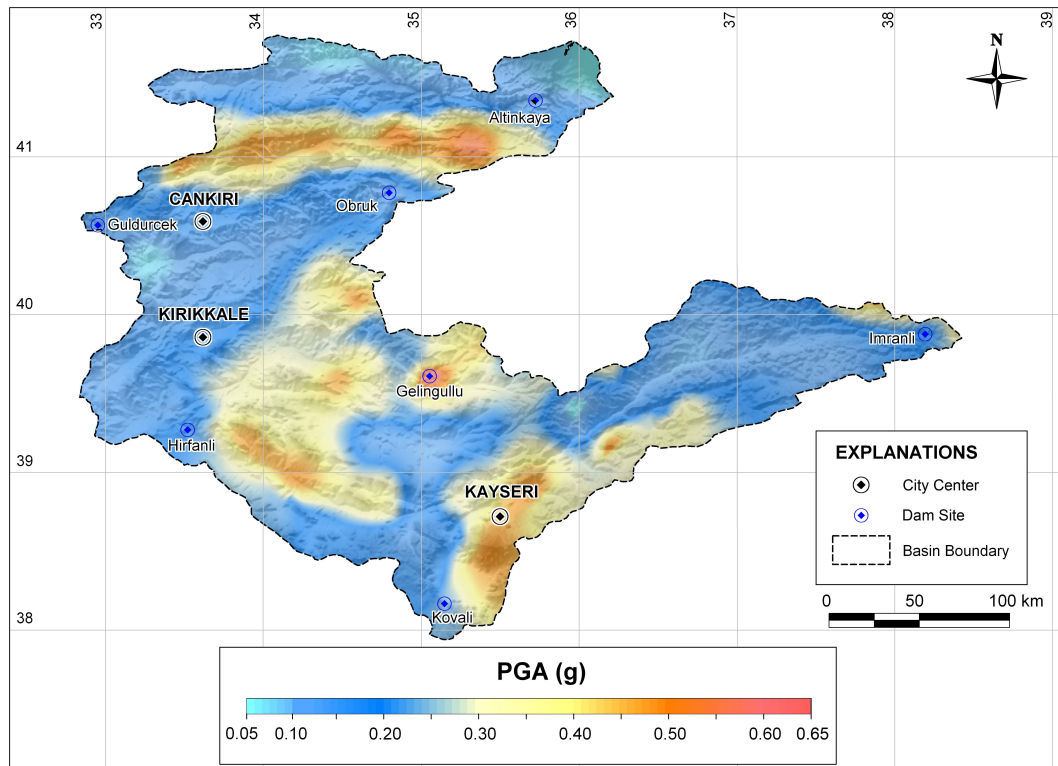 33 34 35 36 37 38 39
N
Altinkaya
41
CANKIRI
Obruk
Guldurcek
40
KIRIKKALE
Imranli
Gelingullu
Hirfanli
39
EXPLANATIONS
KAYSERI
City Center
Dam Site
Basin Boundary
Kovali
0 50 100 km
38
PGA (g)
0.05 0.10 0.20 0.30 0.40 0.50 0.60 0.65